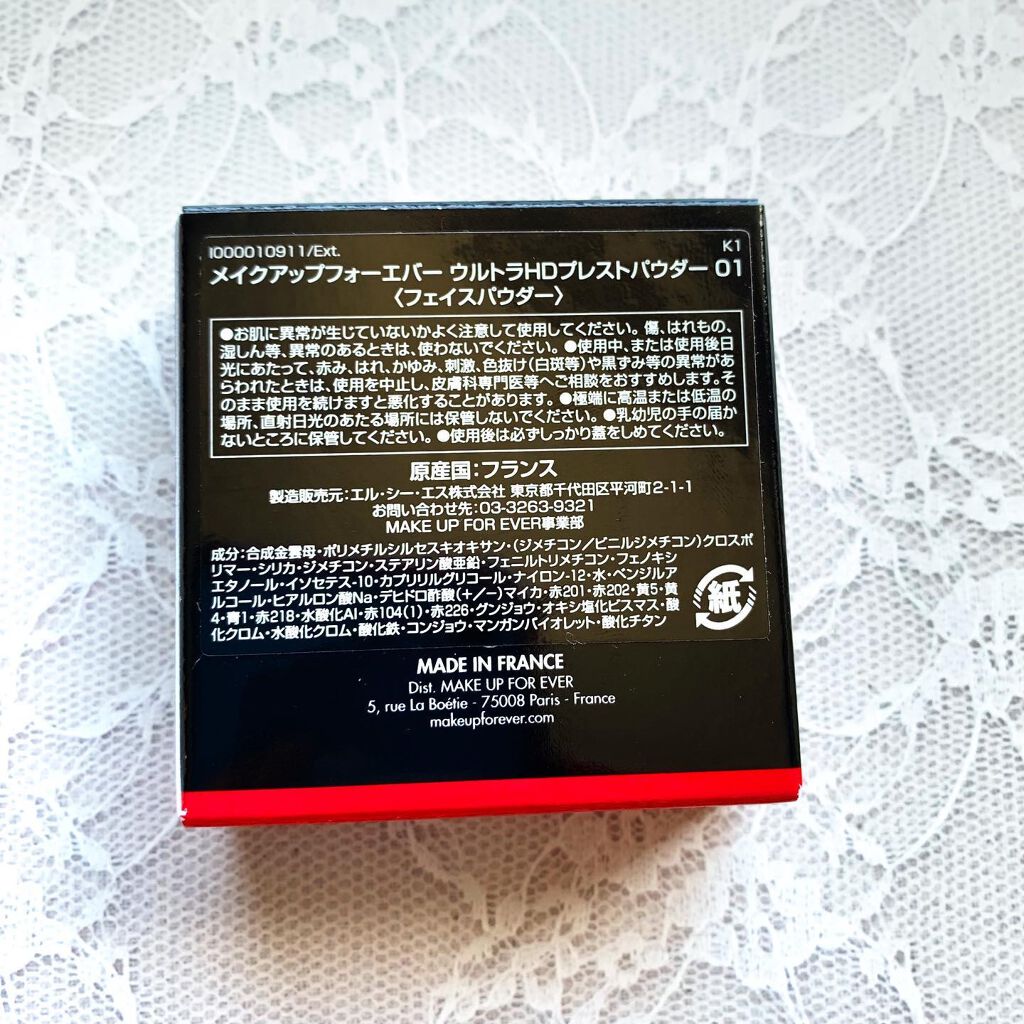 I000010911/Ext.
K1
メイクアップフォーエバー ウルトラHDプレストパウダー 01
〈フェイスパウダー〉
●お肌に異常が生じていないかよく注意して使用してください。傷、はれもの、
湿しん等、異常のあるときは、使わないでください。●使用中、または使用後日
光にあたって、赤み、はれ、かゆみ、刺激、色抜け(白斑等)や黒ずみ等の異常があ
らわれたときは、使用を中止し、皮膚科専門医等へご相談をおすすめします。そ
のまま使用を続けますと悪化することがあります。●極端に高温または低温の
場所、直射日光のあたる場所には保管しないでください。●乳幼児の手の届か
ないところに保管してください。●使用後は必ずしっかり蓋をしめてください。
原産国：フランス
製造販売元：エル・シー・エス株式会社 東京都千代田区平河町2-1-1
お問い合わせ先：03-3263-9321
MAKE UP FOR EVER事業部
成分：合成金雲母・ポリメチルシルセスキオキサン・(ジメチコン／ビニルジメチコン)クロスポ
リマー・シリカ・ジメチコン・ステアリン酸亜鉛・フェニルトリメチコン・フェノキシ
エタノール・イソセテス-10・カプリリルグリコール・ナイロン-12・水・ベンジルア
ルコール・ヒアルロン酸Na・デヒドロ酢酸(+／−)マイカ・赤201・赤202・黄5・黄
4・青1・赤218・水酸化Al・赤104(1)・赤226・グンジョウ・オキシ塩化ビスマス・酸
化クロム・水酸化クロム・酸化鉄・コンジョウ・マンガンバイオレット・酸化チタン
紙
MADE IN FRANCE
Dist. MAKE UP FOR EVER
5, rue La Boétie - 75008 Paris - France
makeupforever.com